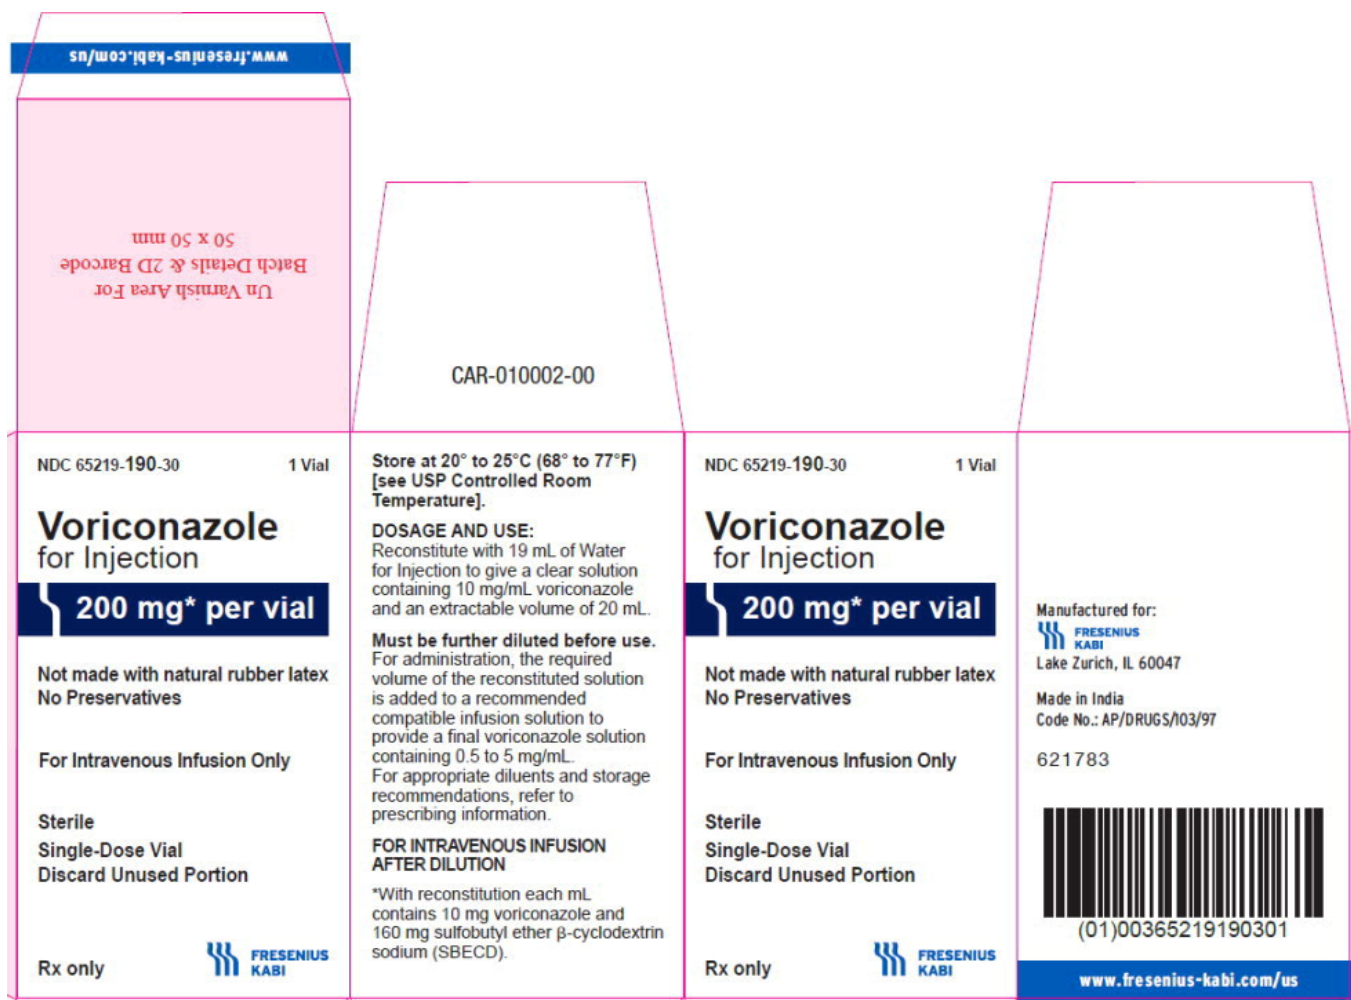 www.fresenius-kabi.com/us
Un Varnish Area For
Batch Details & 2D Barcode
50 x 50 mm
CAR-010002-00
NDC 65219-190-30 1 Vial
Voriconazole
for Injection
200 mg* per vial
Not made with natural rubber latex
No Preservatives
For Intravenous Infusion Only
Sterile
Single-Dose Vial
Discard Unused Portion
Rx only
FRESENIUS
KABI
Store at 20° to 25°C (68° to 77°F)
[see USP Controlled Room
Temperature].
DOSAGE AND USE:
Reconstitute with 19 mL of Water
for Injection to give a clear solution
containing 10 mg/mL voriconazole
and an extractable volume of 20 mL.
Must be further diluted before use.
For administration, the required
volume of the reconstituted solution
is added to a recommended
compatible infusion solution to
provide a final voriconazole solution
containing 0.5 to 5 mg/mL.
For appropriate diluents and storage
recommendations, refer to
prescribing information.
FOR INTRAVENOUS INFUSION
AFTER DILUTION
*With reconstitution each mL
contains 10 mg voriconazole and
160 mg sulfobutyl ether β-cyclodextrin
sodium (SBECD).
NDC 65219-190-30 1 Vial
Voriconazole
for Injection
200 mg* per vial
Not made with natural rubber latex
No Preservatives
For Intravenous Infusion Only
Sterile
Single-Dose Vial
Discard Unused Portion
Rx only
FRESENIUS
KABI
Manufactured for:
FRESENIUS
KABI
Lake Zurich, IL 60047
Made in India
Code No.: AP/DRUGS/103/97
621783
(01)00365219190301
www.fresenius-kabi.com/us